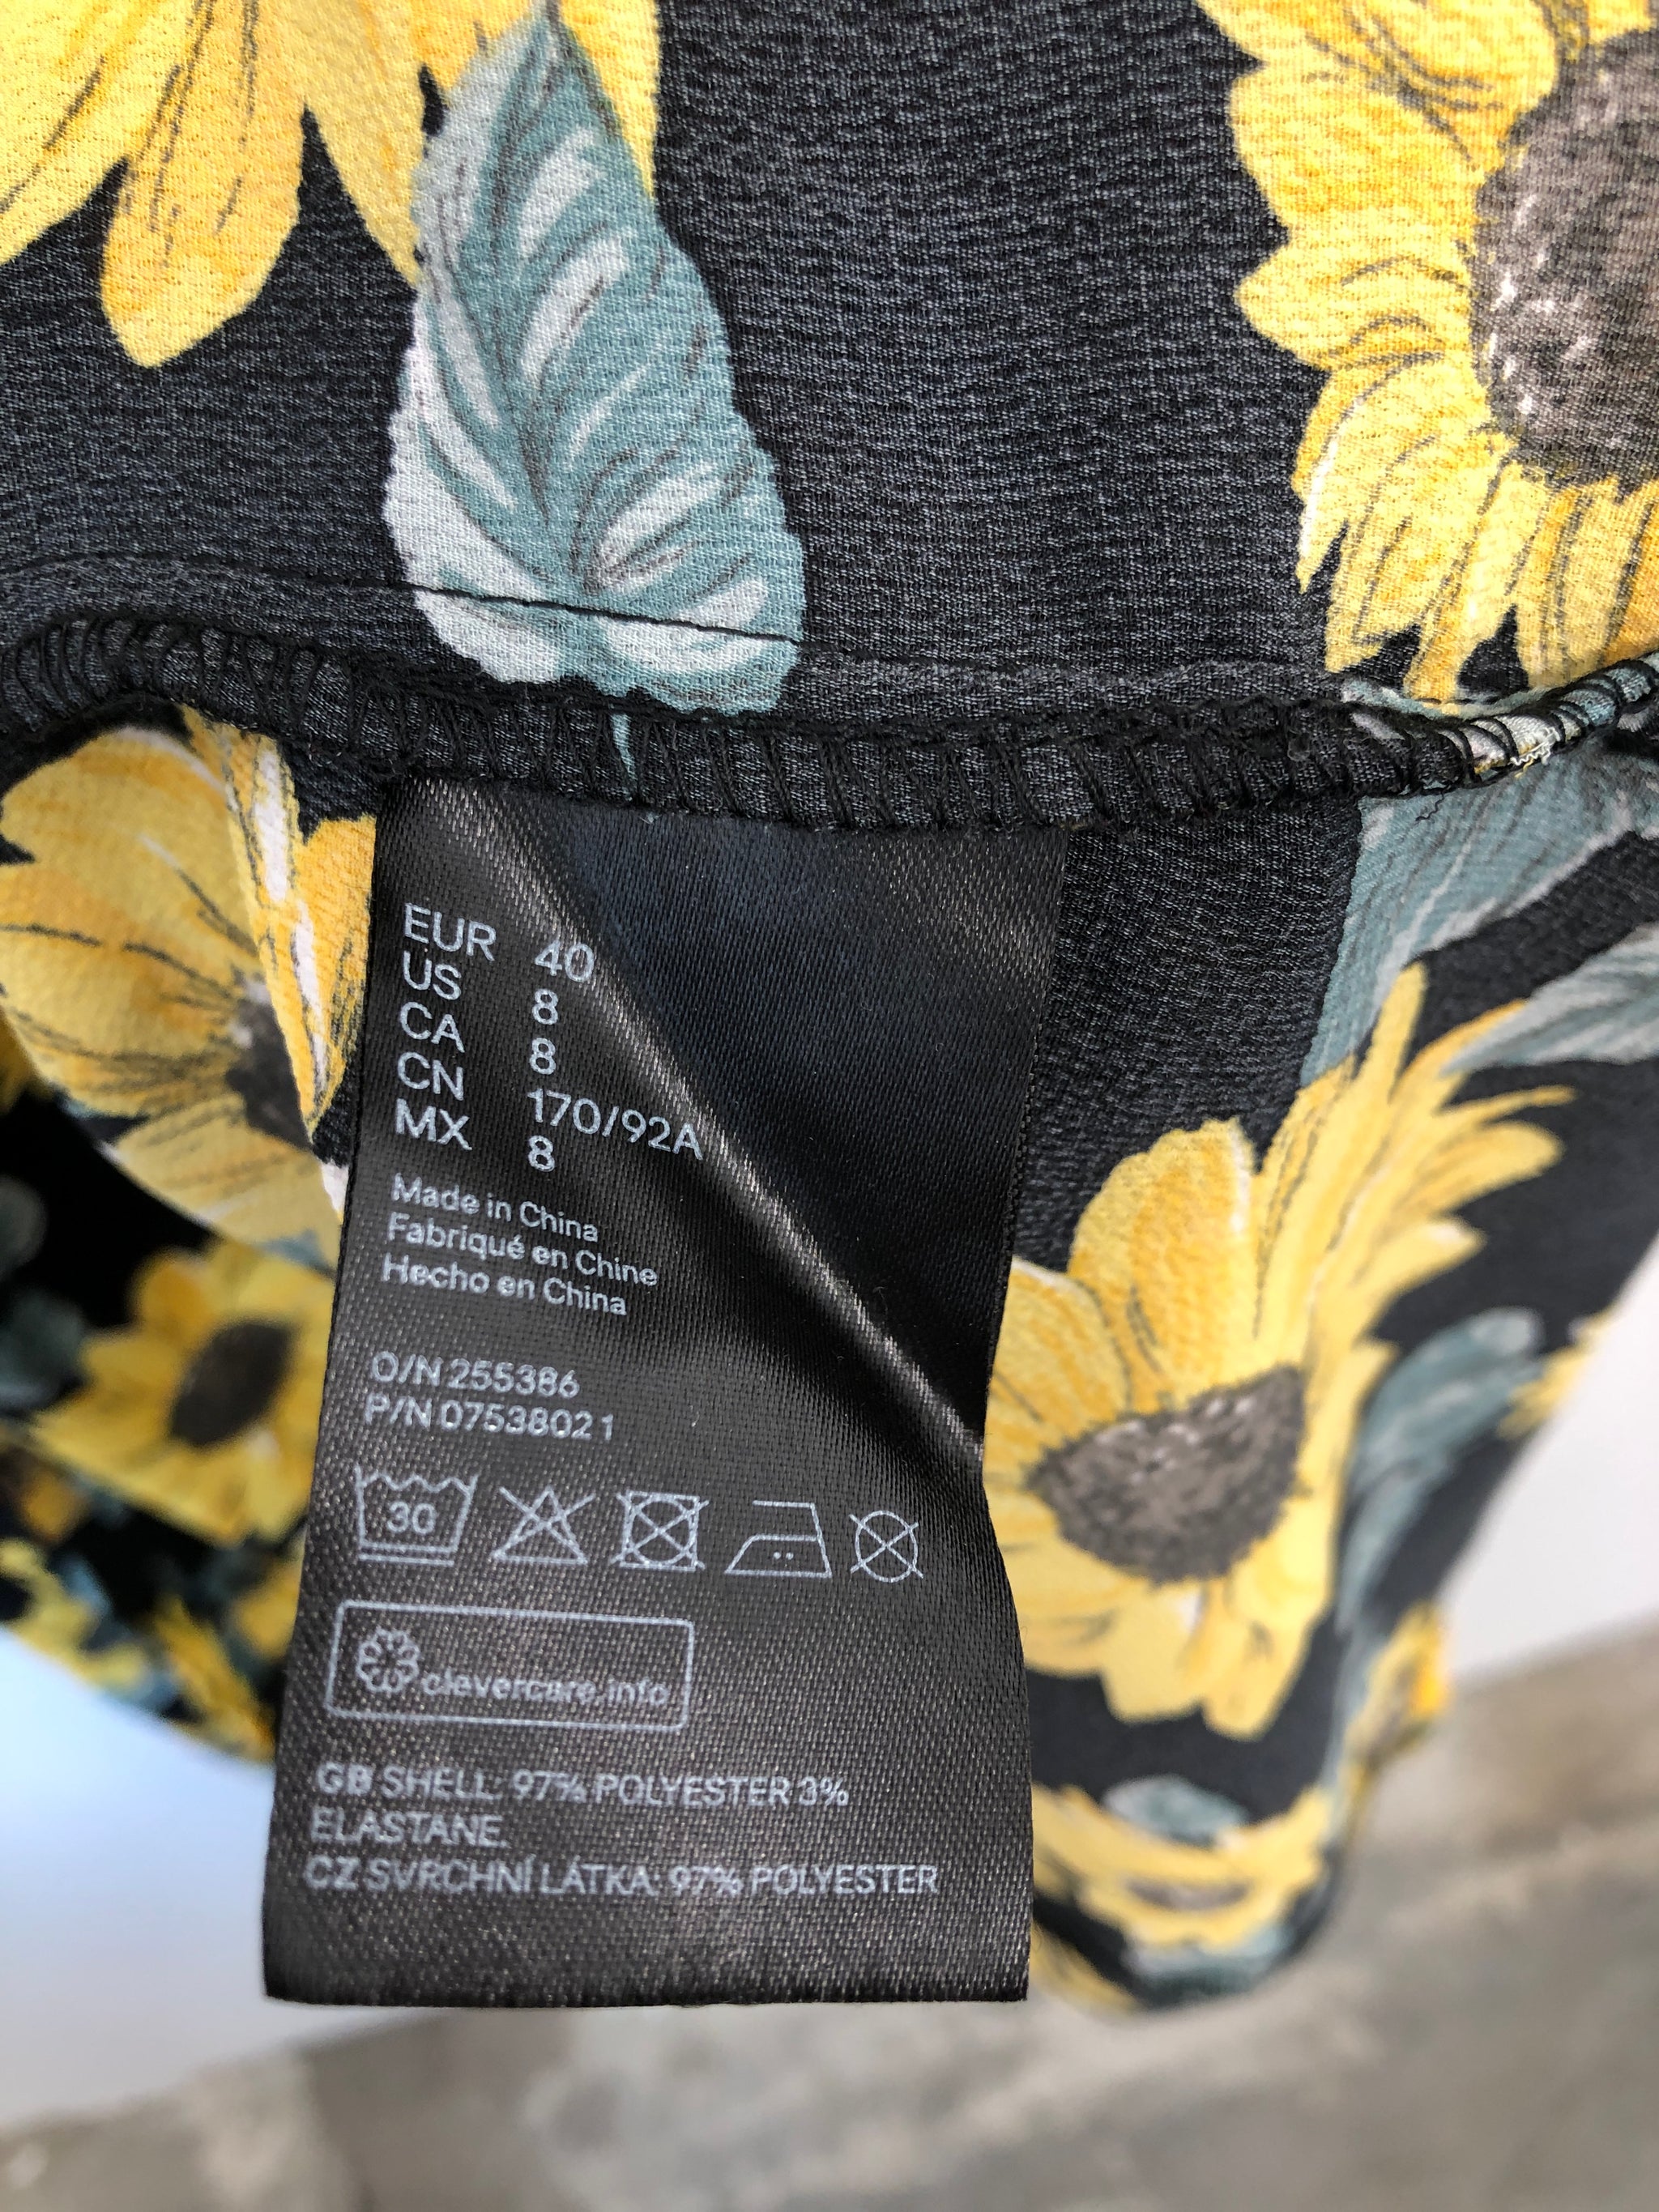 EUR 40
US 8
CA 8
CN 170/92A
MX 8
Made in China
Fabriqué en Chine
Hecho en China
O/N 255386
P/N 07538021
30
clevercare.info
GB SHELL: 97% POLYESTER 3%
ELASTANE.
CZ SVRCHNÍ LÁTKA: 97% POLYESTER